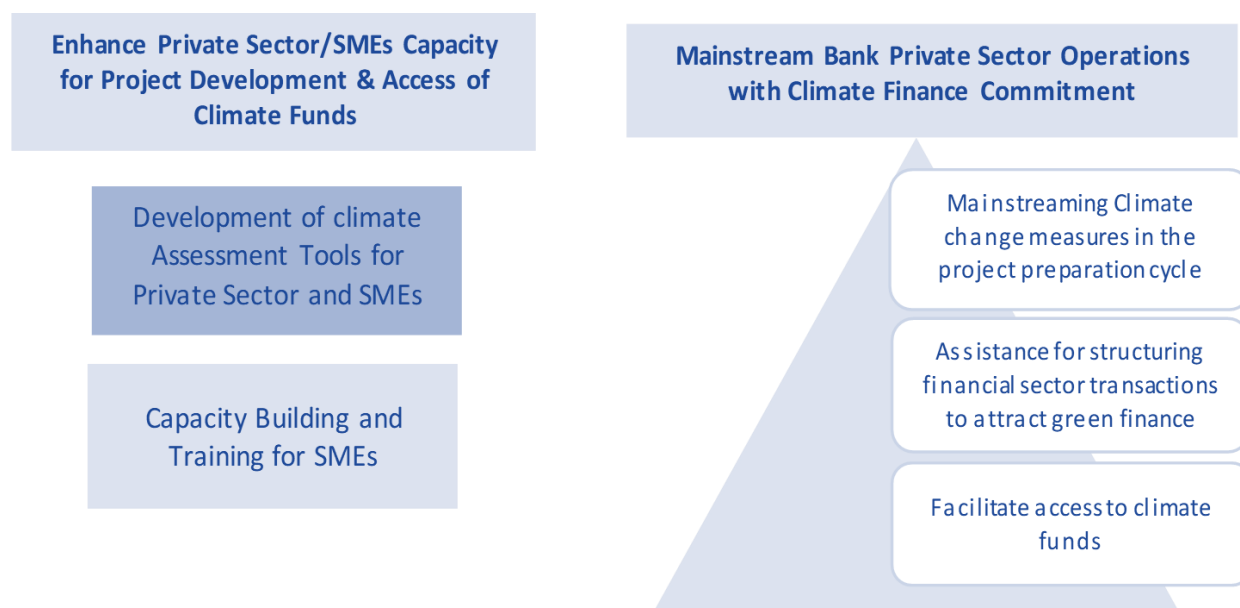 Enhance Private Sector/SMEs Capacity
for Project Development & Access of
Climate Funds
Development of climate
Assessment Tools for
Private Sector and SMEs
Capacity Building and
Training for SMEs
Mainstream Bank Private Sector Operations
with Climate Finance Commitment
Mainstreaming Climate
change measures in the
project preparation cycle
Assistance for structuring
financial sector transactions
to attract green finance
Facilitate access to climate
funds